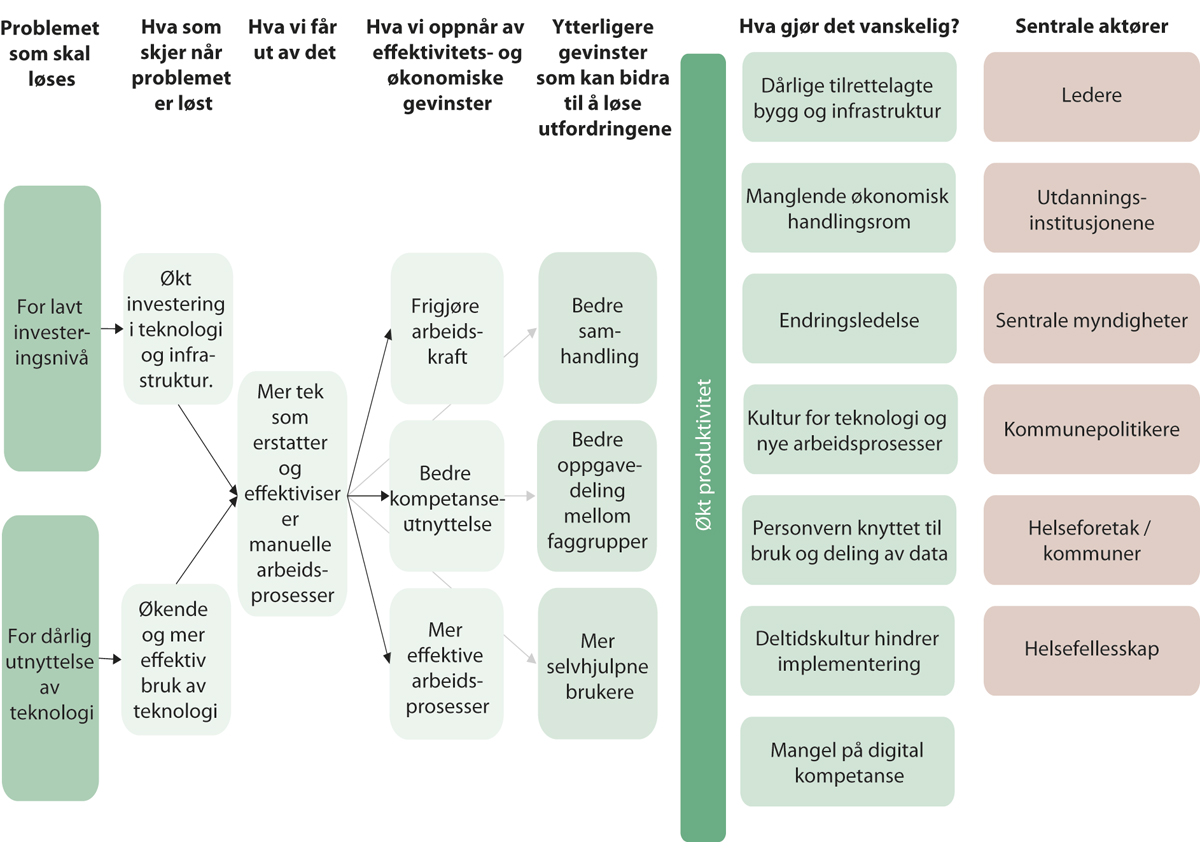 Problemet
som skal
løses
Hva som
skjer når
problemet
er løst
Hva vi får
ut av det
Hva vi oppnår av
effektivitets- og
økonomiske
gevinster
Ytterligere
gevinster
som kan bidra
til å løse
utfordringene
For lavt
invester-
ingsnivå
For dårlig
utnyttelse
av
teknologi
Økt
investering
i teknologi
og infra-
struktur.
Økende
og mer
effektiv
bruk av
teknologi
Mer tek
som
erstatter
og
effektiviser
er
manuelle
arbeids-
prosesser
Frigjøre
arbeids-
kraft
Bedre
kompetanse-
utnyttelse
Mer
effektive
arbeids-
prosesser
Bedre
sam-
handling
Bedre
oppgave-
deling
mellom
faggrupper
Mer
selvhjulpne
brukere
Økt produktivitet
Hva gjør det vanskelig?
Dårlige tilrettelagte
bygg og infrastruktur
Manglende økonomisk
handlingsrom
Endringsledelse
Kultur for teknologi og
nye arbeidsprosesser
Personvern knyttet til
bruk og deling av data
Deltidskultur hindrer
implementering
Mangel på digital
kompetanse
Sentrale aktører
Ledere
Utdannings-
institusjonene
Sentrale myndigheter
Kommunepolitikere
Helseforetak /
kommuner
Helsefellesskap